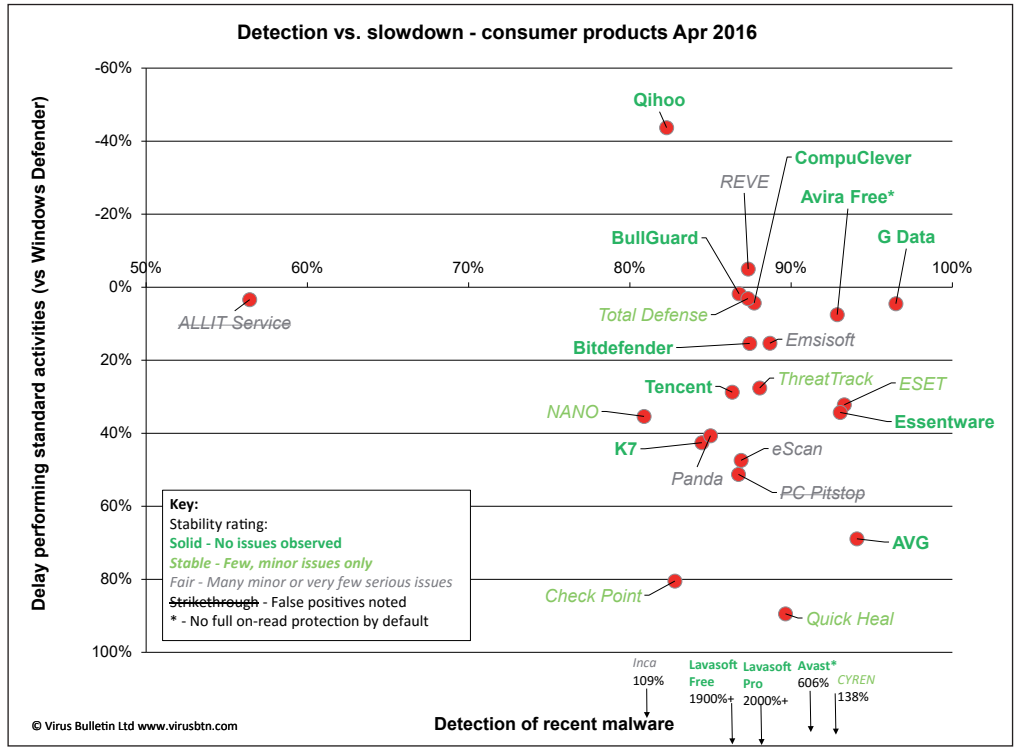 Detection vs. slowdown - consumer products Apr 2016
Delay performing standard activities (vs Windows Defender)
-60%
Qihoo
-40%
CompuClever
REVE
Avira Free*
-20%
BullGuard
G Data
50%
60%
70%
80%
90%
100%
0%
ALLIT Service
Total Defense
Bitdefender
Emsisoft
20%
Tencent
ThreatTrack
ESET
NANO
Essentware
40%
K7
eScan
Panda
PC Pitstop
60%
AVG
80%
Check Point
Quick Heal
100%
Key:
Stability rating:
Solid - No issues observed
Stable - Few, minor issues only
Fair - Many minor or very few serious issues
Strikethrough - False positives noted
* - No full on-read protection by default
Inca
109%
Lavasoft
Free
1900%+
Lavasoft
Pro
2000%+
Avast*
606%
CYREN
138%
© Virus Bulletin Ltd www.virusbtn.com
Detection of recent malware